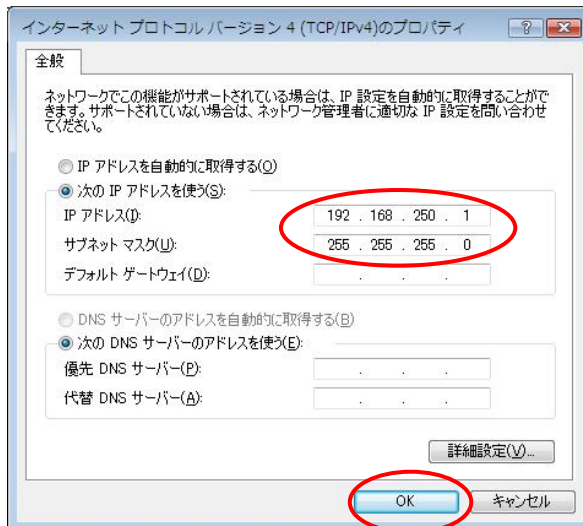 インターネット プロトコル バージョン 4 (TCP/IPv4)のプロパティ
全般
ネットワークでこの機能がサポートされている場合は、IP 設定を自動的に取得することがで
きます。サポートされていない場合は、ネットワーク管理者に適切な IP 設定を問い合わせ
てください。
IP アドレスを自動的に取得する(O)
次の IP アドレスを使う(S):
IP アドレス(I): 192 . 168 . 250 . 1
サブネット マスク(U): 255 . 255 . 255 . 0
デフォルト ゲートウェイ(D): . . .
DNS サーバーのアドレスを自動的に取得する(B)
次の DNS サーバーのアドレスを使う(E):
優先 DNS サーバー(P): . . .
代替 DNS サーバー(A): . . .
詳細設定(V)...
OK キャンセル